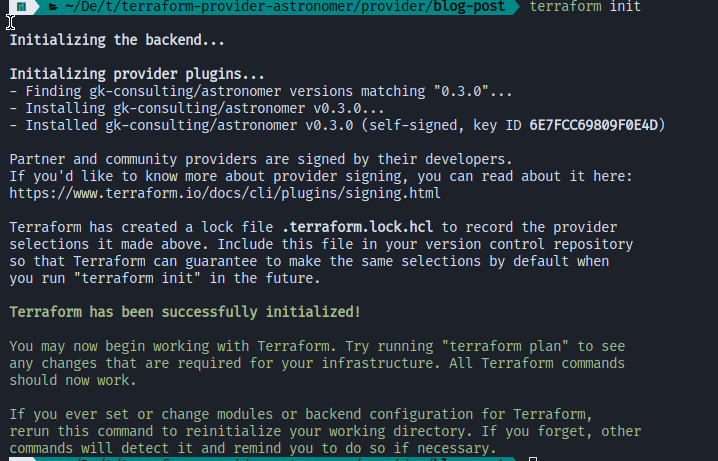 ~/De/t/terraform-provider-astronomer/provider/blog-post terraform init
Initializing the backend...
Initializing provider plugins...
- Finding gk-consulting/astronomer versions matching "0.3.0"...
- Installing gk-consulting/astronomer v0.3.0...
- Installed gk-consulting/astronomer v0.3.0 (self-signed, key ID 6E7FCC69809F0E4D)
Partner and community providers are signed by their developers.
If you'd like to know more about provider signing, you can read about it here:
https://www.terraform.io/docs/cli/plugins/signing.html
Terraform has created a lock file .terraform.lock.hcl to record the provider
selections it made above. Include this file in your version control repository
so that Terraform can guarantee to make the same selections by default when
you run "terraform init" in the future.
Terraform has been successfully initialized!
You may now begin working with Terraform. Try running "terraform plan" to see
any changes that are required for your infrastructure. All Terraform commands
should now work.
If you ever set or change modules or backend configuration for Terraform,
rerun this command to reinitialize your working directory. If you forget, other
commands will detect it and remind you to do so if necessary.